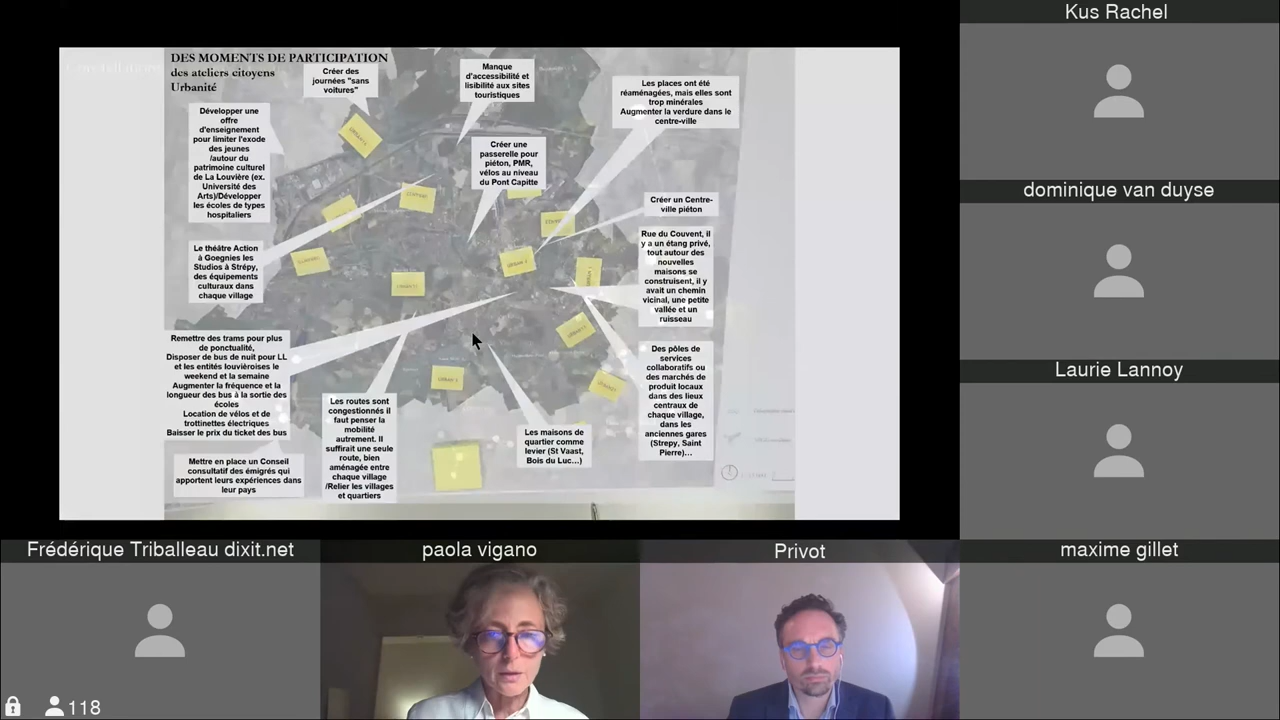 DES MOMENTS DE PARTICIPATION
des ateliers citoyens
Urbanité
Créer des
journées "sans
voitures"
Manque
d'accessibilité et
lisibilité aux sites
touristiques
Les places ont été
réaménagées, mais elles sont
trop minérales
Augmenter la verdure dans le
centre-ville
Développer une
offre
d'enseignement
pour limiter l'exode
des jeunes
/autour du
patrimoine culturel
de La Louvière (ex.
Université des
Arts)/Développer
les écoles de types
hospitaliers
Créer une
passerelle pour
piéton, PMR,
vélos au niveau
du Pont Capitte
Créer un Centre-
ville piéton
Rue du Couvent, il
y a un étang privé,
tout autour des
nouvelles
maisons se
construisent, il y
avait un chemin
vicinal, une petite
vallée et un
ruisseau
Le théâtre Action
à Goegnies les
Studios à Strépy,
des équipements
culturaux dans
chaque village
Remettre des trams pour plus
de ponctualité,
Disposer de bus de nuit pour LL
et les entités louvièroises le
weekend et la semaine
Augmenter la fréquence et la
longueur des bus à la sortie des
écoles
Location de vélos et de
trottinettes électriques
Baisser le prix du ticket des bus
Des pôles de
services
collaboratifs ou
des marchés de
produit locaux
dans des lieux
centraux de
chaque village,
dans les
anciennes gares
(Strepy, Saint
Pierre)...
Les routes sont
congestionnés il
faut penser la
mobilité
autrement. Il
suffirait une seule
route, bien
aménagée entre
chaque village
/Relier les villages
et quartiers
Les maisons de
quartier comme
levier (St Vaast,
Bois du Luc...)
Mettre en place un Conseil
consultatif des émigrés qui
apportent leurs expériences dans
leur pays
Kus Rachel
dominique van duyse
Laurie Lannoy
maxime gillet
Frédérique Triballeau dixit.net
paola vigano
Privot
118